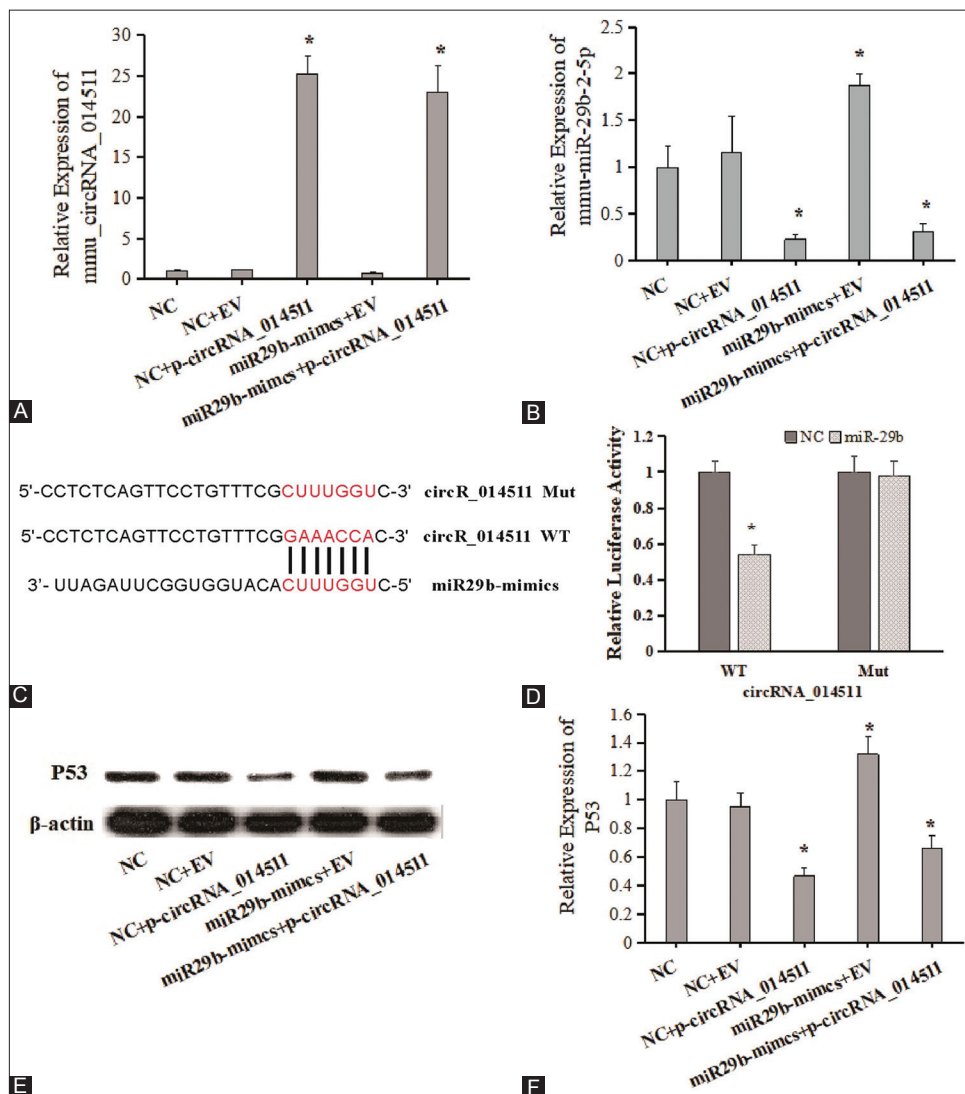 Relative Expression of
mmu_circRNA_014511
30
25
20
15
10
5
0
*
*
NC
NC+EV
NC+p-circRNA_014511
miR29b-mimcs+EV
miR29b-mimcs+p-circRNA_014511
A
Relative Expression of
mmu-miR-29b-2-5p
2.5
2
1.5
1
0.5
0
*
*
*
NC
NC+EV
NC+p-circRNA_014511
miR29b-mimcs+EV
miR29b-mimcs+p-circRNA_014511
B
5'-CCTCTCAGTTCCTGTTTCGCUUUGGUC-3' circR_014511 Mut
5'-CCTCTCAGTTCCTGTTTCGGAAACCAC-3' circR_014511 WT
3'- UUAGAUUCGGUGGUACACUUUGGUC-5' miR29b-mimics
C
Relative Luciferase Activity
NC miR-29b
1.2
1
0.8
0.6
0.4
0.2
0
*
WT Mut
circRNA_014511
D
P53
β-actin
NC
NC+EV
NC+p-circRNA_014511
miR29b-mimcs+EV
miR29b-mimcs+p-circRNA_014511
E
Relative Expression of
P53
1.6
1.4
1.2
1
0.8
0.6
0.4
0.2
0
*
*
*
NC
NC+EV
NC+p-circRNA_014511
miR29b-mimcs+EV
miR29b-mimcs+p-circRNA_014511
F